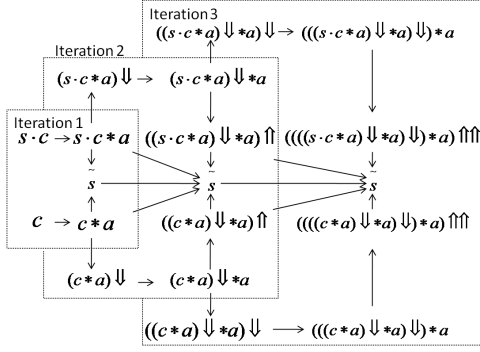 Iteration 3
((s·c*a)⇓*a)⇓ → (((s·c*a)⇓*a)⇓)*a
Iteration 2
(s·c*a)⇓ → (s·c*a)⇓*a
Iteration 1
s·c → s·c*a ((s·c*a)⇓*a)⇑ ((((s·c*a)⇓*a)⇓)*a)⇑⇑
s̃ s̃ s̃
c → c*a ((c*a)⇓*a)⇑ ((((c*a)⇓*a)⇓)*a)⇑⇑
(c*a)⇓ → (c*a)⇓*a
((c*a)⇓*a)⇓ → (((c*a)⇓*a)⇓)*a